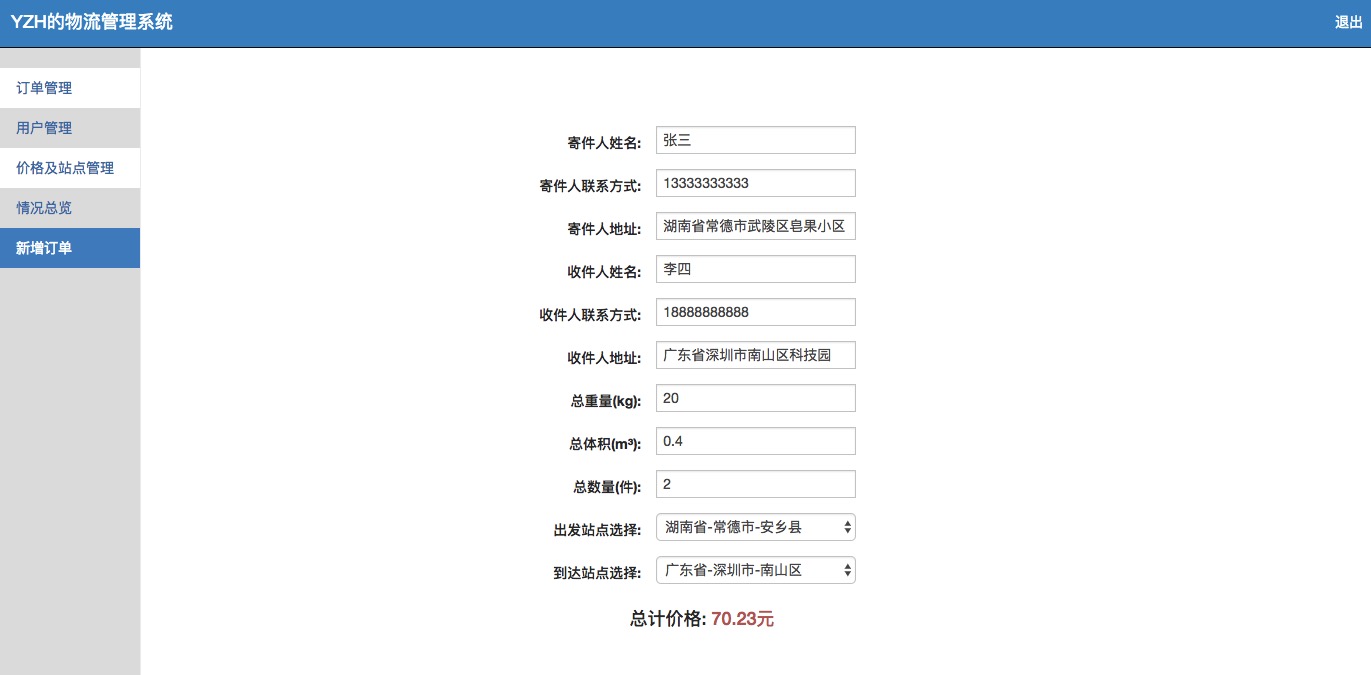 YZH的物流管理系统
退出
订单管理
用户管理
价格及站点管理
情况总览
新增订单
寄件人姓名: 张三
寄件人联系方式: 13333333333
寄件人地址: 湖南省常德市武陵区皂果小区
收件人姓名: 李四
收件人联系方式: 18888888888
收件人地址: 广东省深圳市南山区科技园
总重量(kg): 20
总体积(m³): 0.4
总数量(件): 2
出发站点选择: 湖南省-常德市-安乡县
到达站点选择: 广东省-深圳市-南山区
总计价格: 70.23元